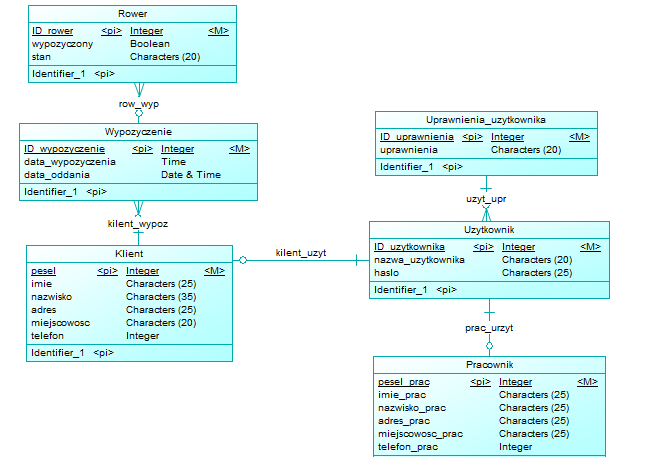 Rower
ID_rower <pi> Integer <M>
wypozyczony Boolean
stan Characters (20)
Identifier_1 <pi>
row_wyp
Wypozyczenie
ID_wypozyczenie <pi> Integer <M>
data_wypozyczenia Time
data_oddania Date & Time
Identifier_1 <pi>
kilent_wypoz
Klient
pesel <pi> Integer <M>
imie Characters (25)
nazwisko Characters (35)
adres Characters (25)
miejscowosc Characters (20)
telefon Integer
Identifier_1 <pi>
kilent_uzyt
Uprawnienia_uzytkownika
ID_uprawnienia <pi> Integer <M>
uprawnienia Characters (20)
Identifier_1 <pi>
uzyt_upr
Uzytkownik
ID_uzytkownika <pi> Integer <M>
nazwa_uzytkownika Characters (20)
haslo Characters (25)
Identifier_1 <pi>
prac_urzyt
Pracownik
pesel_prac <pi> Integer <M>
imie_prac Characters (25)
nazwisko_prac Characters (25)
adres_prac Characters (25)
miejscowosc_prac Characters (25)
telefon_prac Integer